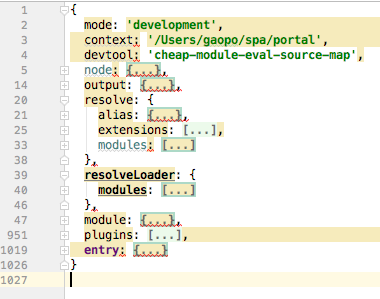 1 {
2 mode: 'development',
3 context: '/Users/gaopo/spa/portal',
4 devtool: 'cheap-module-eval-source-map',
5 node: {...},
14 output: {...},
20 resolve: {
21 alias: {...},
25 extensions: [...],
33 modules: [...]
38 },
39 resolveLoader: {
40 modules: [...]
46 },
47 module: {...},
951 plugins: [...],
1019 entry: {...}
1026 }
1027